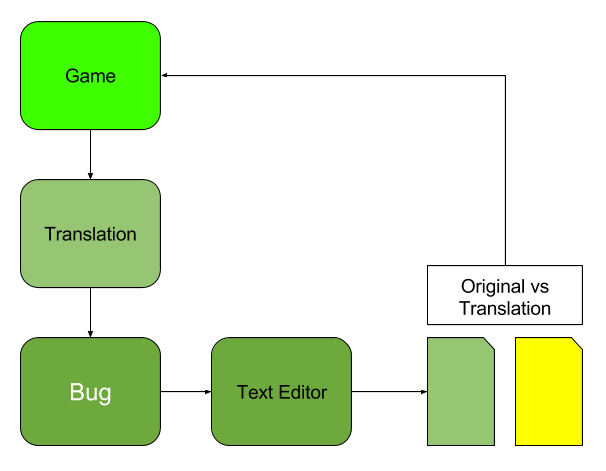 Game
Translation
Original vs
Translation
Bug
Text Editor